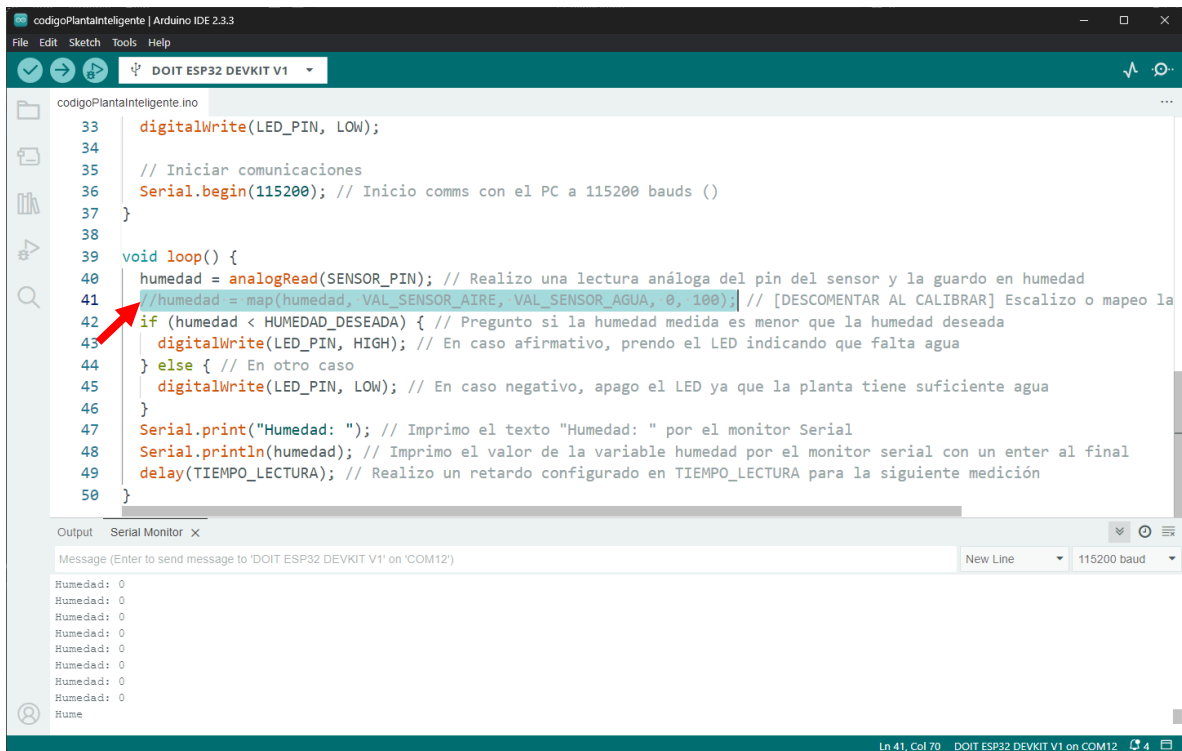 codigoPlantaInteligente | Arduino IDE 2.3.3
File Edit Sketch Tools Help
DOIT ESP32 DEVKIT V1
codigoPlantaInteligente.ino
33 digitalWrite(LED_PIN, LOW);
34
35 // Iniciar comunicaciones
36 Serial.begin(115200); // Inicio comms con el PC a 115200 bauds ()
37 }
38
39 void loop() {
40 humedad = analogRead(SENSOR_PIN); // Realizo una lectura análoga del pin del sensor y la guardo en humedad
41 //humedad = map(humedad, VAL_SENSOR_AIRE, VAL_SENSOR_AGUA, 0, 100); // [DESCOMENTAR AL CALIBRAR] Escalizo o mapeo la
42 if (humedad < HUMEDAD_DESEADA) { // Pregunto si la humedad medida es menor que la humedad deseada
43 digitalWrite(LED_PIN, HIGH); // En caso afirmativo, prendo el LED indicando que falta agua
44 } else { // En otro caso
45 digitalWrite(LED_PIN, LOW); // En caso negativo, apago el LED ya que la planta tiene suficiente agua
46 }
47 Serial.print("Humedad: "); // Imprimo el texto "Humedad: " por el monitor Serial
48 Serial.println(humedad); // Imprimo el valor de la variable humedad por el monitor serial con un enter al final
49 delay(TIEMPO_LECTURA); // Realizo un retardo configurado en TIEMPO_LECTURA para la siguiente medición
50 }
Output Serial Monitor
Message (Enter to send message to 'DOIT ESP32 DEVKIT V1' on 'COM12') New Line 115200 baud
Humedad: 0
Humedad: 0
Humedad: 0
Humedad: 0
Humedad: 0
Humedad: 0
Humedad: 0
Humedad: 0
Hume
Ln 41, Col 70 DOIT ESP32 DEVKIT V1 on COM12 4